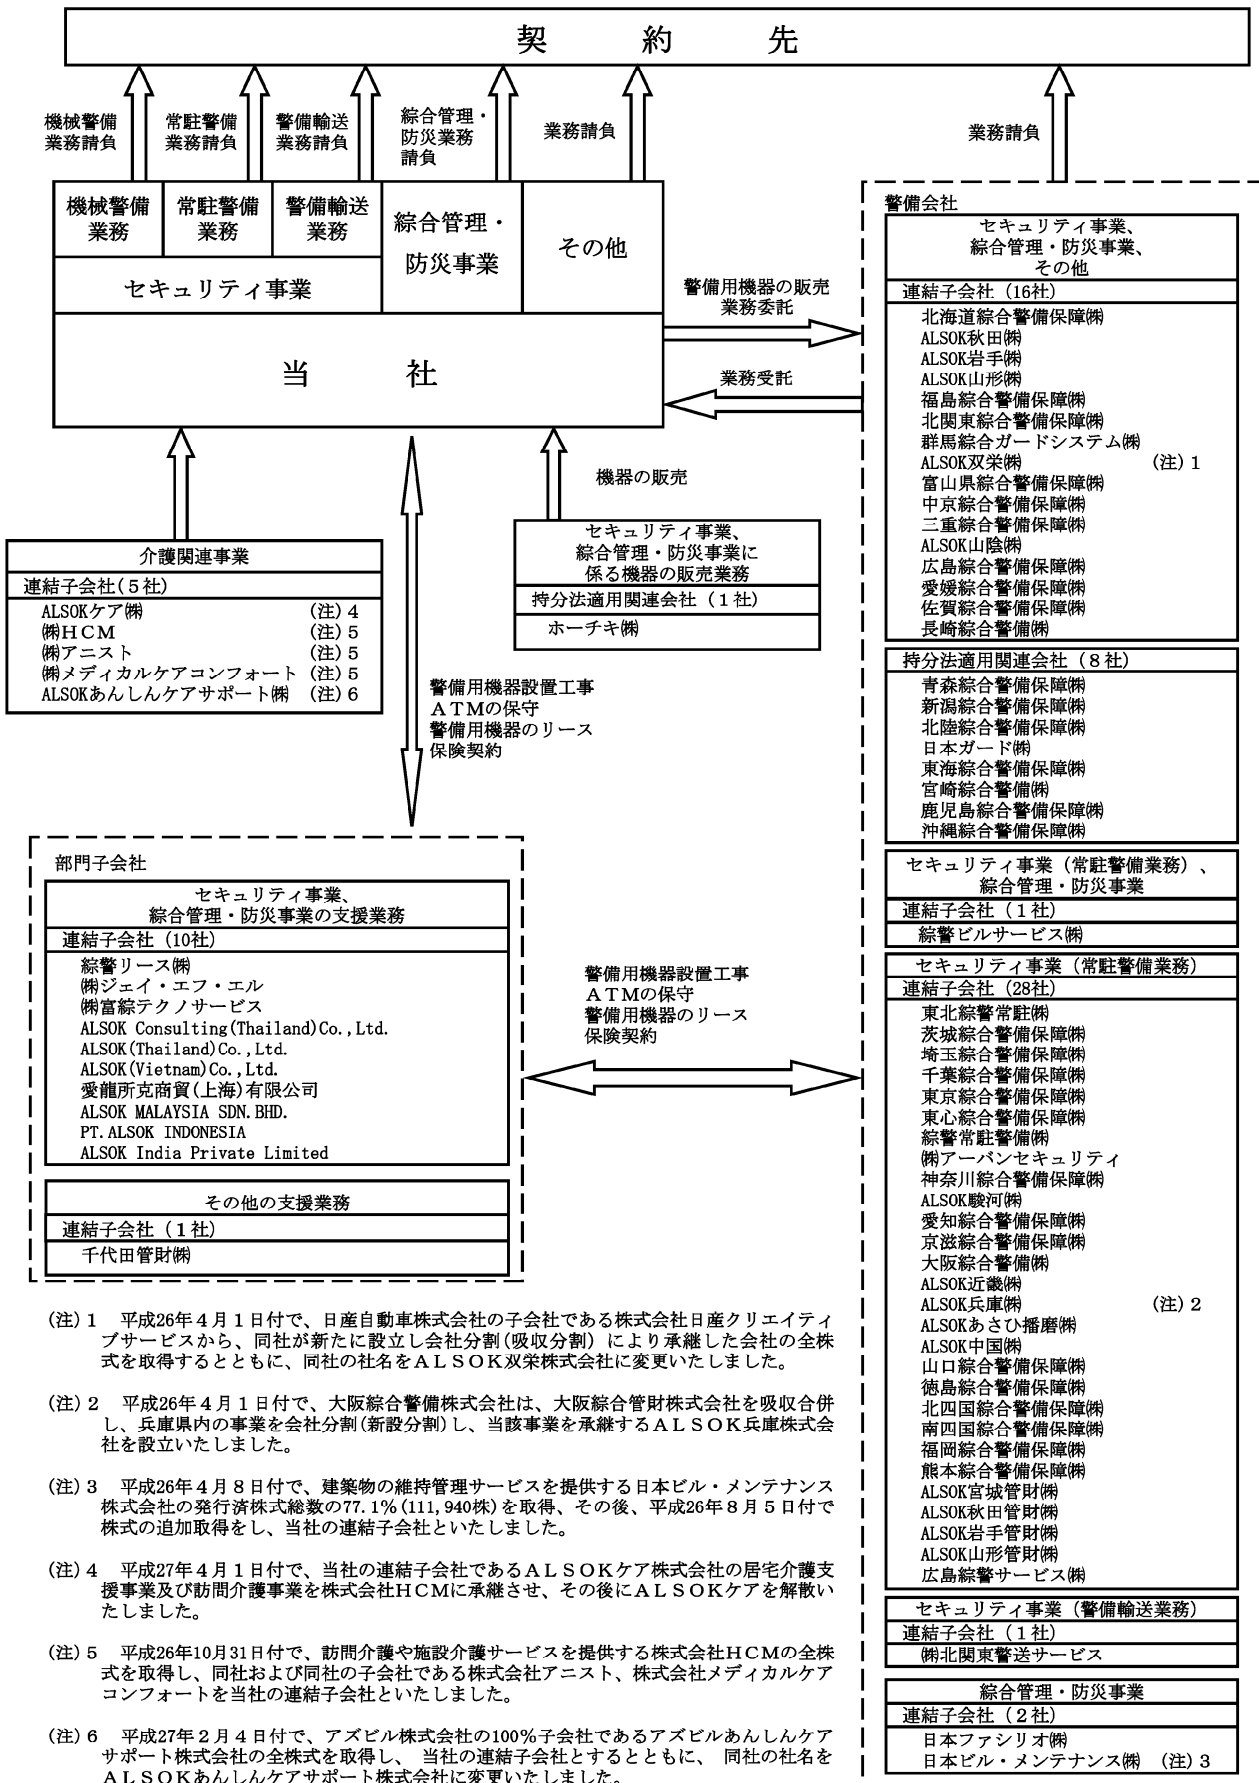 契約先
機械警備
業務請負
常駐警備
業務請負
警備輸送
業務請負
綜合管理・
防災業務
請負
業務請負
業務請負
機械警備
業務
常駐警備
業務
警備輸送
業務
セキュリティ事業
綜合管理・
防災事業
その他
当社
警備用機器の販売
業務委託
業務受託
機器の販売
介護関連事業
連結子会社(5社)
ALSOKケア㈱ (注)4
㈱HCM (注)5
㈱アニスト (注)5
㈱メディカルケアコンフォート (注)5
ALSOKあんしんケアサポート㈱ (注)6
セキュリティ事業、
綜合管理・防災事業に
係る機器の販売業務
持分法適用関連会社(1社)
ホーチキ㈱
警備用機器設置工事
ATMの保守
警備用機器のリース
保険契約
部門子会社
セキュリティ事業、
綜合管理・防災事業の支援業務
連結子会社(10社)
綜警リース㈱
㈱ジェイ・エフ・エル
㈱富綜テクノサービス
ALSOK Consulting(Thailand)Co.,Ltd.
ALSOK(Thailand)Co.,Ltd.
ALSOK(Vietnam)Co.,Ltd.
愛龍所克商貿(上海)有限公司
ALSOK MALAYSIA SDN.BHD.
PT.ALSOK INDONESIA
ALSOK India Private Limited
その他の支援業務
連結子会社(1社)
千代田管財㈱
警備用機器設置工事
ATMの保守
警備用機器のリース
保険契約
警備会社
セキュリティ事業、
綜合管理・防災事業、
その他
連結子会社(16社)
北海道綜合警備保障㈱
ALSOK秋田㈱
ALSOK岩手㈱
ALSOK山形㈱
福島綜合警備保障㈱
北関東綜合警備保障㈱
群馬綜合ガードシステム㈱
ALSOK双栄㈱ (注)1
富山県綜合警備保障㈱
中京綜合警備保障㈱
三重綜合警備保障㈱
ALSOK山陰㈱
広島綜合警備保障㈱
愛媛綜合警備保障㈱
佐賀綜合警備保障㈱
長崎綜合警備㈱
持分法適用関連会社(8社)
青森綜合警備保障㈱
新潟綜合警備保障㈱
北陸綜合警備保障㈱
日本ガード㈱
東海綜合警備保障㈱
宮崎綜合警備㈱
鹿児島綜合警備保障㈱
沖縄綜合警備保障㈱
セキュリティ事業(常駐警備業務)、
綜合管理・防災事業
連結子会社(1社)
綜警ビルサービス㈱
セキュリティ事業(常駐警備業務)
連結子会社(28社)
東北綜警常駐㈱
茨城綜合警備保障㈱
埼玉綜合警備保障㈱
千葉綜合警備保障㈱
東京綜合警備保障㈱
東心綜合警備保障㈱
綜警常駐警備㈱
㈱アーバンセキュリティ
神奈川綜合警備保障㈱
ALSOK駿河㈱
愛知綜合警備保障㈱
京滋綜合警備保障㈱
大阪綜合警備㈱
ALSOK近畿㈱
ALSOK兵庫㈱ (注)2
ALSOKあさひ播磨㈱
ALSOK中国㈱
山口綜合警備保障㈱
徳島綜合警備保障㈱
北四国綜合警備保障㈱
南四国綜合警備保障㈱
福岡綜合警備保障㈱
熊本綜合警備保障㈱
ALSOK宮城管財㈱
ALSOK秋田管財㈱
ALSOK岩手管財㈱
ALSOK山形管財㈱
広島綜警サービス㈱
セキュリティ事業(警備輸送業務)
連結子会社(1社)
㈱北関東警送サービス
綜合管理・防災事業
連結子会社(2社)
日本ファシリオ㈱
日本ビル・メンテナンス㈱ (注)3
(注)1 平成26年4月1日付で、日産自動車株式会社の子会社である株式会社日産クリエイティ
ブサービスから、同社が新たに設立し会社分割(吸収分割)により承継した会社の全株
式を取得するとともに、同社の社名をALSOK双栄株式会社に変更いたしました。
(注)2 平成26年4月1日付で、大阪綜合警備株式会社は、大阪綜合管財株式会社を吸収合併
し、兵庫県内の事業を会社分割(新設分割)し、当該事業を承継するALSOK兵庫株式会
社を設立いたしました。
(注)3 平成26年4月8日付で、建築物の維持管理サービスを提供する日本ビル・メンテナンス
株式会社の発行済株式総数の77.1%(111,940株)を取得、その後、平成26年8月5日付で
株式の追加取得をし、当社の連結子会社といたしました。
(注)4 平成27年4月1日付で、当社の連結子会社であるALSOKケア株式会社の居宅介護支
援事業及び訪問介護事業を株式会社HCMに承継させ、その後にALSOKケアを解散い
たしました。
(注)5 平成26年10月31日付で、訪問介護や施設介護サービスを提供する株式会社HCMの全株
式を取得し、同社および同社の子会社である株式会社アニスト、株式会社メディカルケア
コンフォートを当社の連結子会社といたしました。
(注)6 平成27年2月4日付で、アズビル株式会社の100%子会社であるアズビルあんしんケア
サポート株式会社の全株式を取得し、 当社の連結子会社とするとともに、 同社の社名を
ALSOKあんしんケアサポート株式会社に変更いたしました。